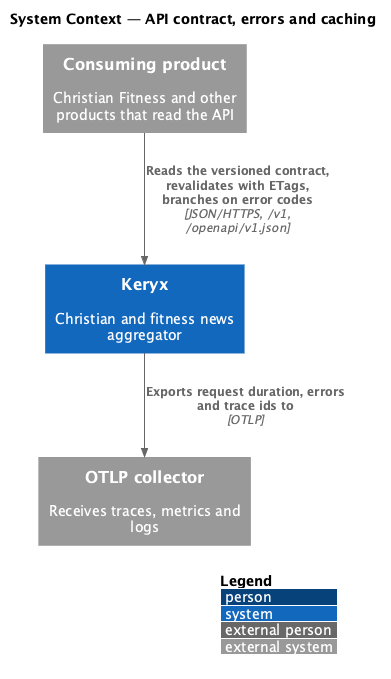 System Context — API contract, errors and caching
Consuming product
Christian Fitness and other
products that read the API
Reads the versioned contract,
revalidates with ETags,
branches on error codes
[JSON/HTTPS, /v1,
/openapi/v1.json]
Keryx
Christian and fitness news
aggregator
Exports request duration, errors
and trace ids to
[OTLP]
OTLP collector
Receives traces, metrics and
logs
Legend
person
system
external person
external system